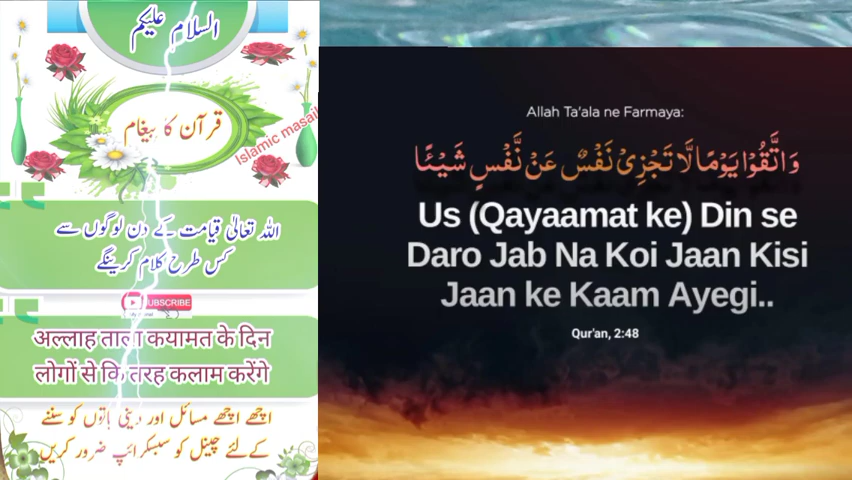 السلام علیکم
قرآن کا پیغام
Islamic masail
اللہ تعالیٰ قیامت کے دن لوگوں سے
کس طرح کلام کرینگے
SUBSCRIBE
अल्लाह ताला कयामत के दिन
लोगों से कि तरह कलाम करेंगे
اچھے اچھے مسائل اور دینی باتوں کو سننے
کے لئے چینل کو سبسکرائب ضرور کریں
Allah Ta'ala ne Farmaya:
وَاتَّقُوْا يَوْمًا لَّا تَجْزِىْ نَفْسٌ عَنْ نَّفْسٍ شَيْـًٔا
Us (Qayaamat ke) Din se
Daro Jab Na Koi Jaan Kisi
Jaan ke Kaam Ayegi..
Qur'an, 2:48